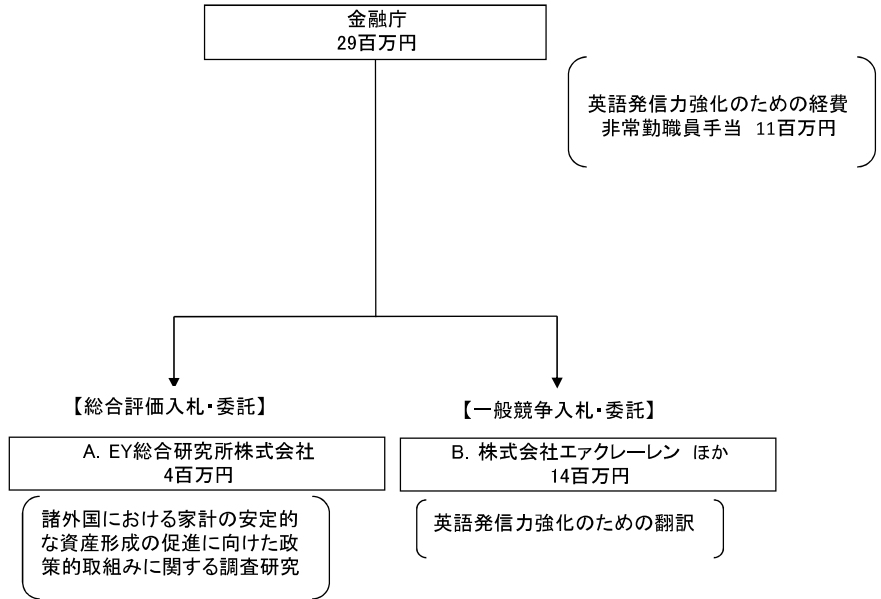 金融庁
29百万円
英語発信力強化のための経費
非常勤職員手当　11百万円
【総合評価入札・委託】
【一般競争入札・委託】
A．EY総合研究所株式会社
4百万円
B．株式会社エァクレーレン　ほか
14百万円
諸外国における家計の安定的
な資産形成の促進に向けた政
策的取組みに関する調査研究
英語発信力強化のための翻訳